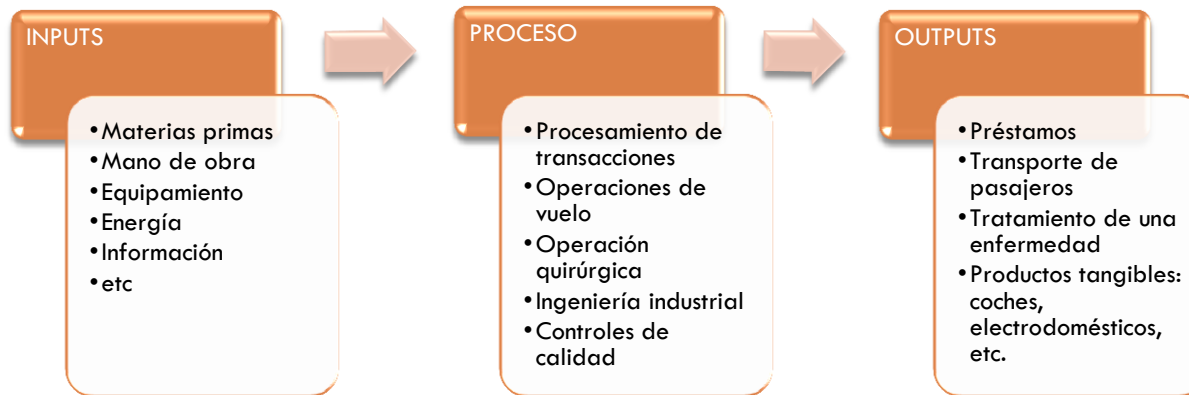 INPUTS
•Materias primas
•Mano de obra
•Equipamiento
•Energía
•Información
•etc
PROCESO
•Procesamiento de
transacciones
•Operaciones de
vuelo
•Operación
quirúrgica
•Ingeniería industrial
•Controles de
calidad
OUTPUTS
•Préstamos
•Transporte de
pasajeros
•Tratamiento de una
enfermedad
•Productos tangibles:
coches,
electrodomésticos,
etc.